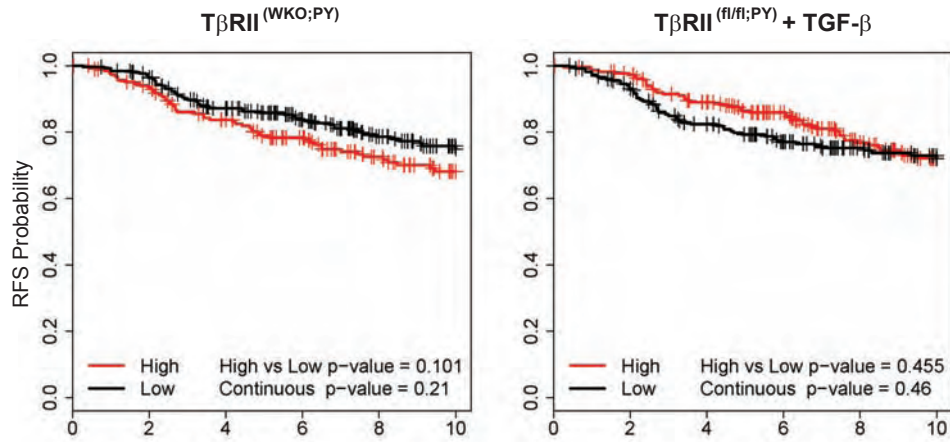 TβRII (WKO;PY)
RFS Probability
1.0
0.8
0.6
0.4
0.2
0.0
High High vs Low p-value = 0.101
Low Continuous p-value = 0.21
0 2 4 6 8 10
TβRII (fl/fl;PY) + TGF-β
1.0
0.8
0.6
0.4
0.2
0.0
High High vs Low p-value = 0.455
Low Continuous p-value = 0.46
0 2 4 6 8 10